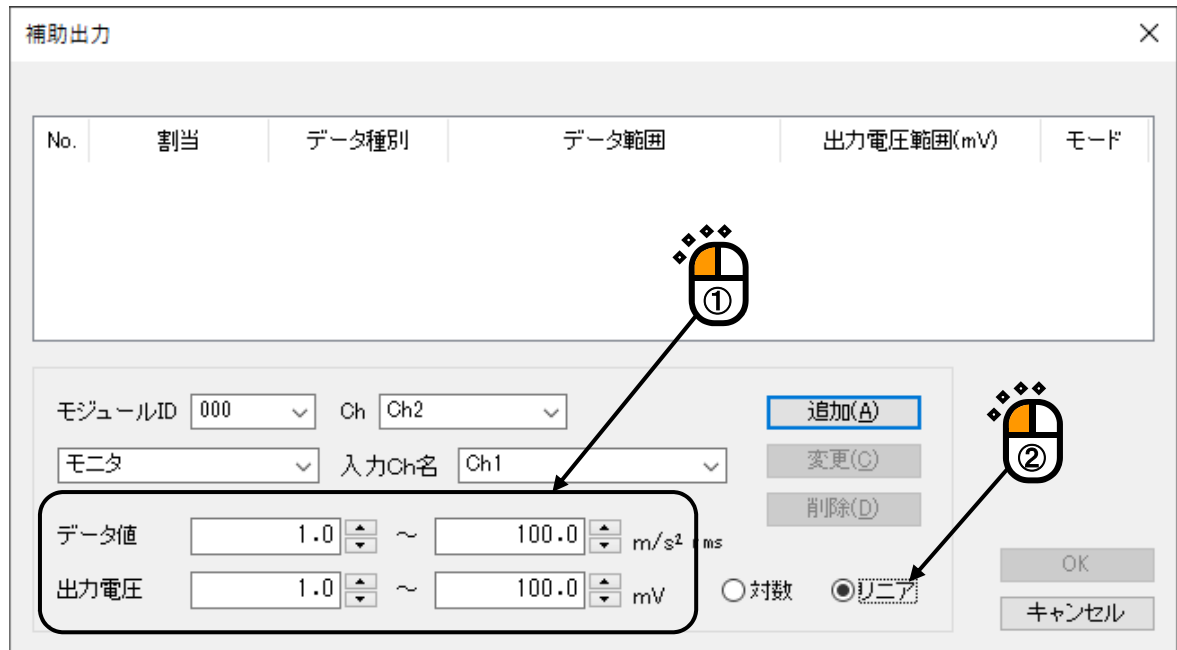 補助出力
No. 割当 データ種別 データ範囲 出力電圧範囲(mV) モード
①
モジュールID 000 Ch Ch2 追加(A)
モニタ 入力Ch名 Ch1 変更(C)
②
削除(D)
データ値 1.0 ～ 100.0 m/s² rms
出力電圧 1.0 ～ 100.0 mV 対数 リニア
OK
キャンセル